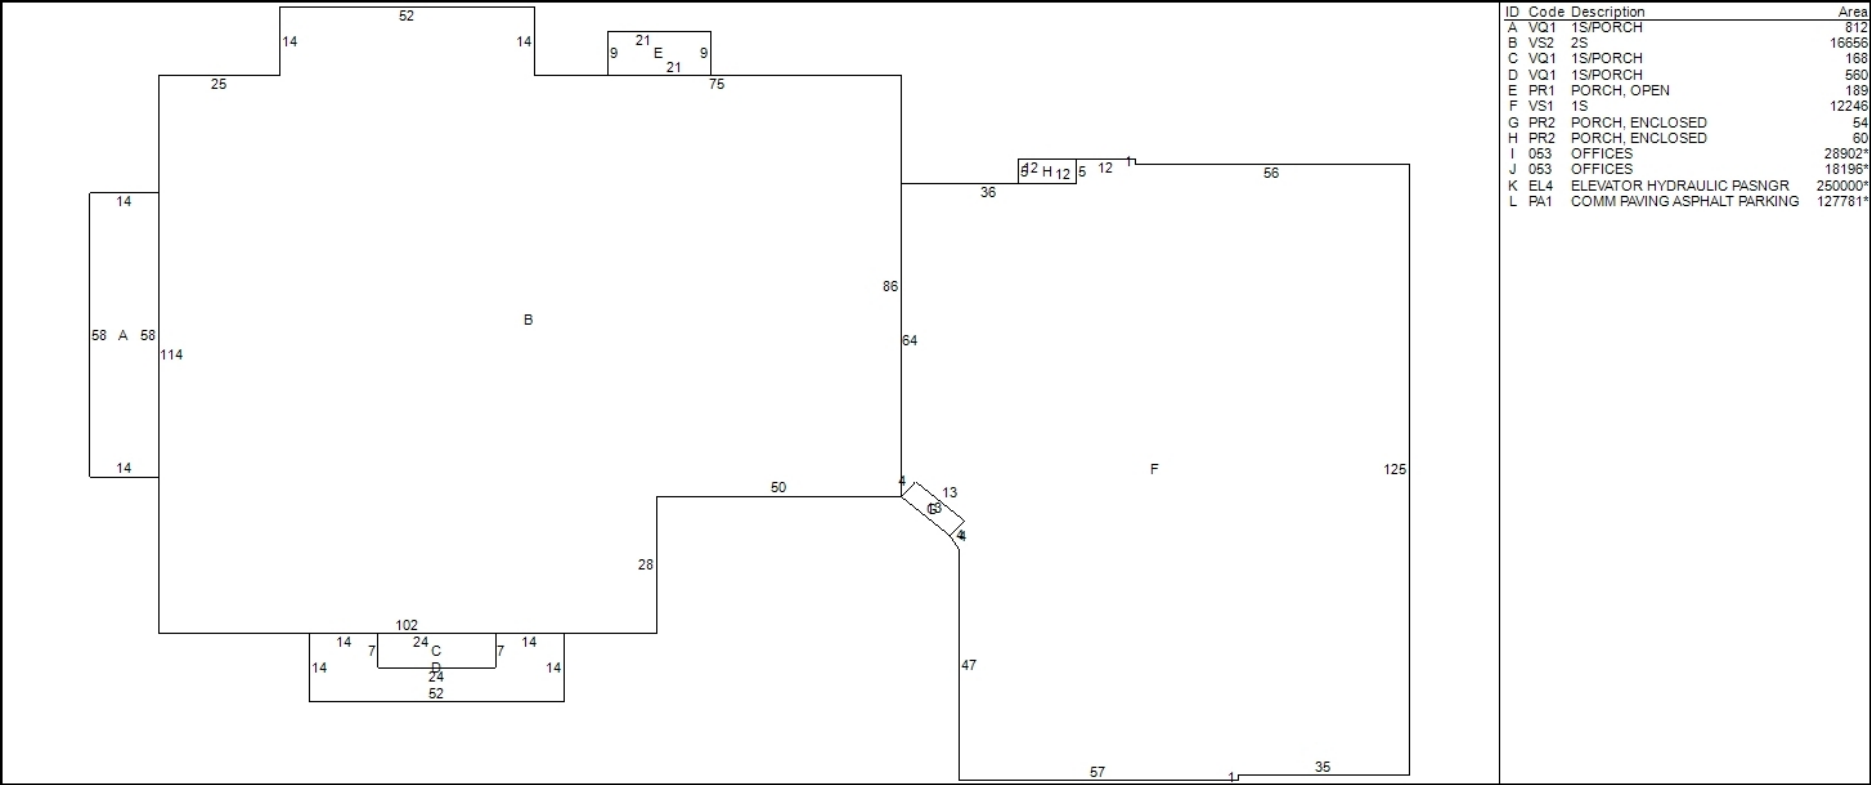 52
14
14
21
9
E
9
21
25
75
ID Code Description Area
A VQ1 1S/PORCH 812
B VS2 2S 16656
C VQ1 1S/PORCH 168
D VQ1 1S/PORCH 560
E PR1 PORCH, OPEN 189
F VS1 1S 12246
G PR2 PORCH, ENCLOSED 54
H PR2 PORCH, ENCLOSED 60
I 053 OFFICES 28902*
J 053 OFFICES 18196*
K EL4 ELEVATOR HYDRAULIC PASNGR 250000*
L PA1 COMM PAVING ASPHALT PARKING 127781*
5 12 H 12 5 12 1
56
36
14
86
B
58 A 58
64
114
14
F
125
50
4
13
G 13
4 4
28
102
14 24 14
7 C 7
14 D 14
24
52
47
57
1
35